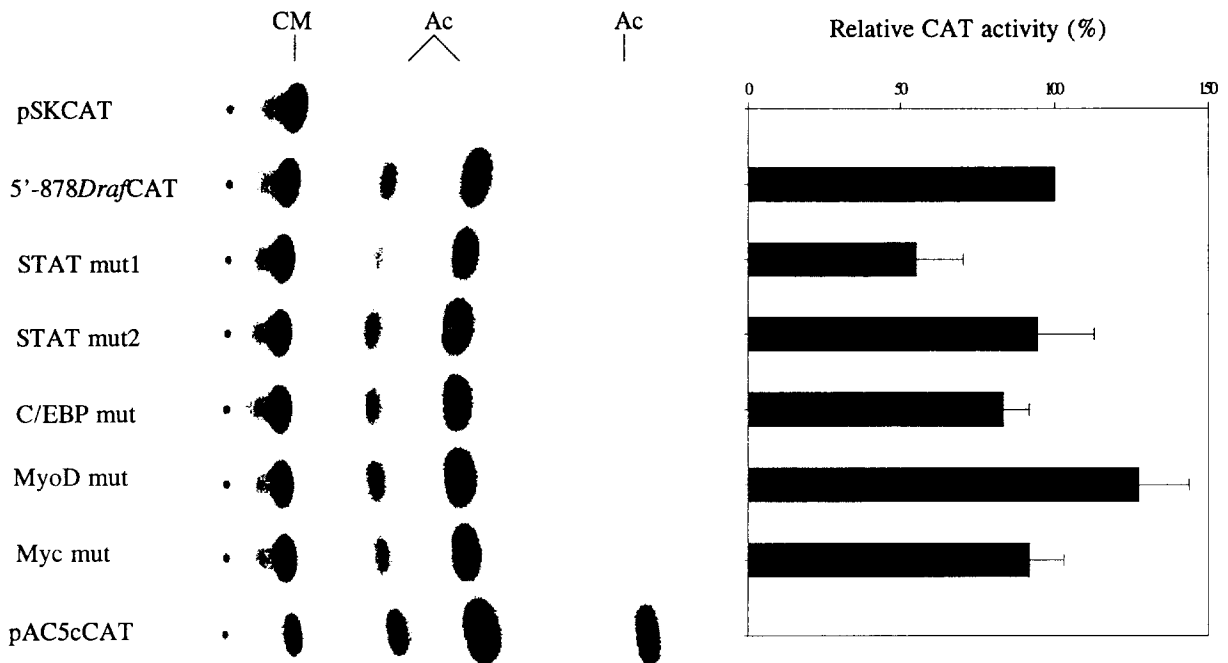 CM Ac Ac
Relative CAT activity (%)
0 50 100 150
pSKCAT
5'-878DrafCAT
STAT mut1
STAT mut2
C/EBP mut
MyoD mut
Myc mut
pAC5cCAT